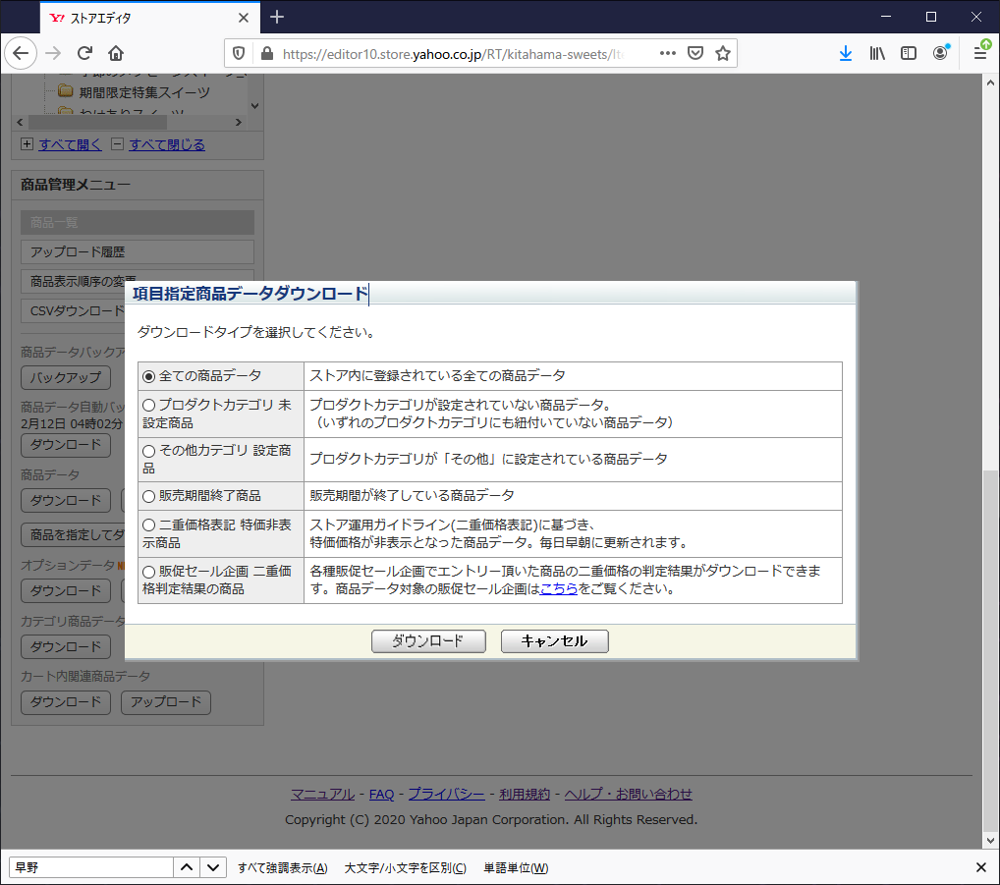 ストアエディタ
https://editor10.store.yahoo.co.jp/RT/kitahama-sweets/
期間限定特集スイーツ
わけありスイーツ
すべて開く すべて閉じる
商品管理メニュー
商品一覧
アップロード履歴
商品表示順序の変更
CSVダウンロード
商品データバックア
バックアップ
商品データ自動バッ
2月12日 04時02分
ダウンロード
商品データ
ダウンロード
商品を指定してダ
オプションデータ
ダウンロード
カテゴリ商品データ
ダウンロード
カート内関連商品データ
ダウンロード アップロード
項目指定商品データダウンロード
ダウンロードタイプを選択してください。
全ての商品データ ストア内に登録されている全ての商品データ
プロダクトカテゴリ 未
設定商品
プロダクトカテゴリが設定されていない商品データ。
（いずれのプロダクトカテゴリにも紐付いていない商品データ）
その他カテゴリ 設定商
品
プロダクトカテゴリが「その他」に設定されている商品データ
販売期間終了商品 販売期間が終了している商品データ
二重価格表記 特価非表
示商品
ストア運用ガイドライン(二重価格表記)に基づき、
特価価格が非表示となった商品データ。毎日早朝に更新されます。
販促セール企画 二重価
格判定結果の商品
各種販促セール企画でエントリー頂いた商品の二重価格の判定結果がダウンロードできま
す。商品データ対象の販促セール企画はこちらをご覧ください。
ダウンロード キャンセル
マニュアル - FAQ - プライバシー - 利用規約 - ヘルプ・お問い合わせ
Copyright (C) 2020 Yahoo Japan Corporation. All Rights Reserved.
早野 すべて強調表示(A) 大文字/小文字を区別(C) 単語単位(W)